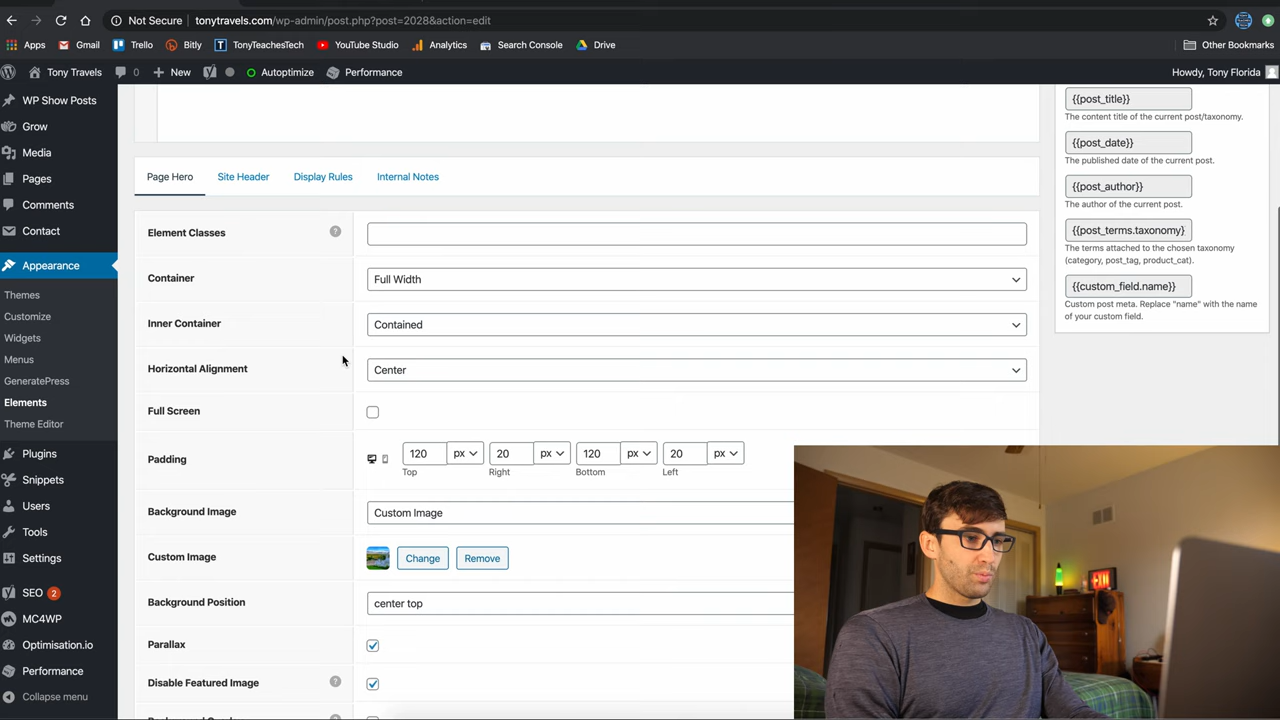 Not Secure tonytravels.com/wp-admin/post.php?post=2028&action=edit
Apps Gmail Trello Bitly TonyTeachesTech YouTube Studio Analytics Search Console Drive Other Bookmarks
Tony Travels 0 New Autoptimize Performance Howdy, Tony Florida
WP Show Posts
Grow
Media
Pages
Comments
Contact
Appearance
Themes
Customize
Widgets
Menus
GeneratePress
Elements
Theme Editor
Plugins
Snippets
Users
Tools
Settings
SEO 2
MC4WP
Optimisation.io
Performance
Collapse menu
Page Hero Site Header Display Rules Internal Notes
Element Classes ?
Container Full Width
Inner Container Contained
Horizontal Alignment Center
Full Screen
Padding 120 px 20 px 120 px 20 px
Top Right Bottom Left
Background Image Custom Image
Custom Image Change Remove
Background Position center top
Parallax
Disable Featured Image ?
{{post_title}}
The content title of the current post/taxonomy.
{{post_date}}
The published date of the current post.
{{post_author}}
The author of the current post.
{{post_terms.taxonomy}
The terms attached to the chosen taxonomy
(category, post_tag, product_cat).
{{custom_field.name}}
Custom post meta. Replace "name" with the name
of your custom field.